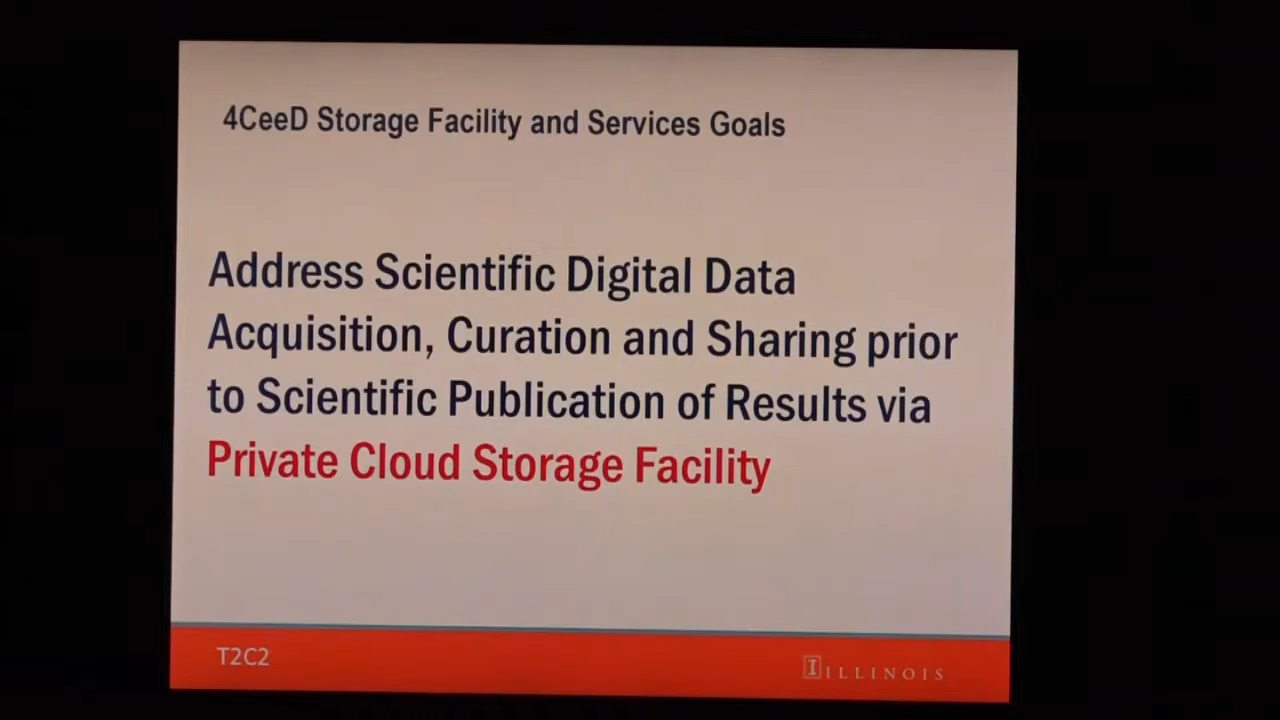 4CeeD Storage Facility and Services Goals
Address Scientific Digital Data
Acquisition, Curation and Sharing prior
to Scientific Publication of Results via
Private Cloud Storage Facility
T2C2
I ILLINOIS